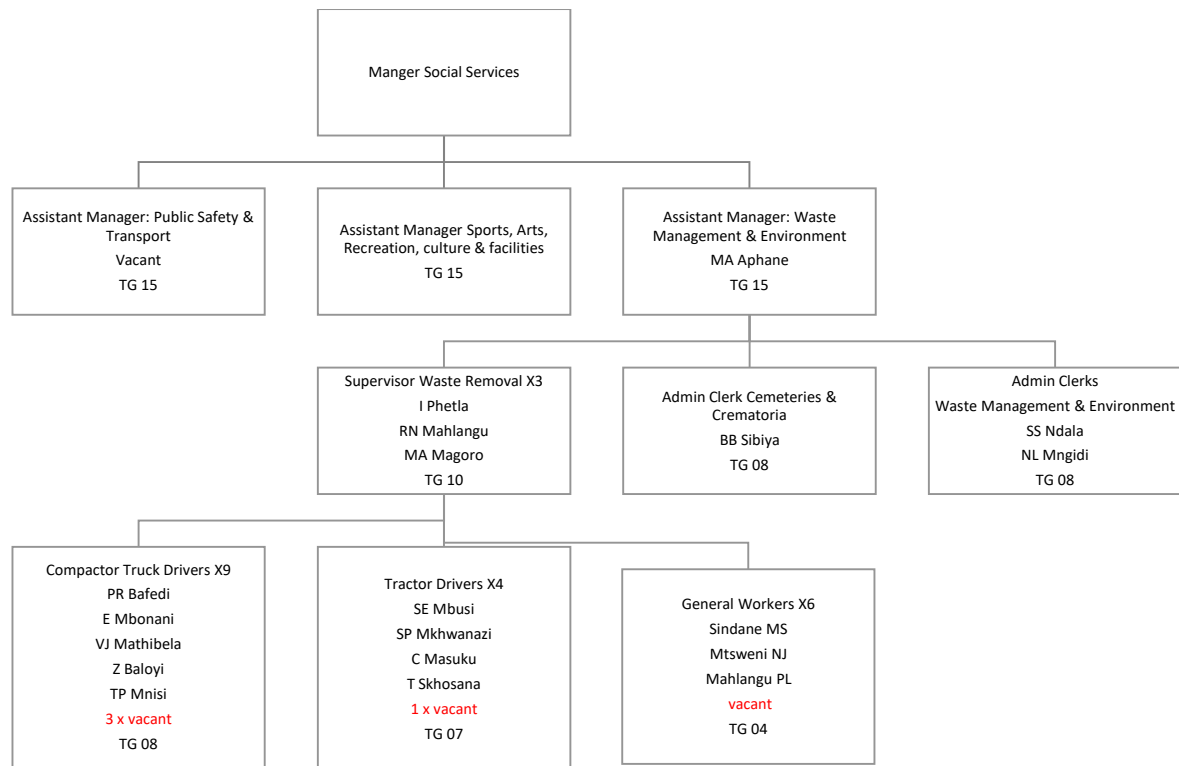 Manger Social Services
Assistant Manager: Public Safety &
Transport
Vacant
TG 15
Assistant Manager Sports, Arts,
Recreation, culture & facilities
TG 15
Assistant Manager: Waste
Management & Environment
MA Aphane
TG 15
Supervisor Waste Removal X3
I Phetla
RN Mahlangu
MA Magoro
TG 10
Admin Clerk Cemeteries &
Crematoria
BB Sibiya
TG 08
Admin Clerks
Waste Management & Environment
SS Ndala
NL Mngidi
TG 08
Compactor Truck Drivers X9
PR Bafedi
E Mbonani
VJ Mathibela
Z Baloyi
TP Mnisi
3 x vacant
TG 08
Tractor Drivers X4
SE Mbusi
SP Mkhwanazi
C Masuku
T Skhosana
1 x vacant
TG 07
General Workers X6
Sindane MS
Mtsweni NJ
Mahlangu PL
vacant
TG 04